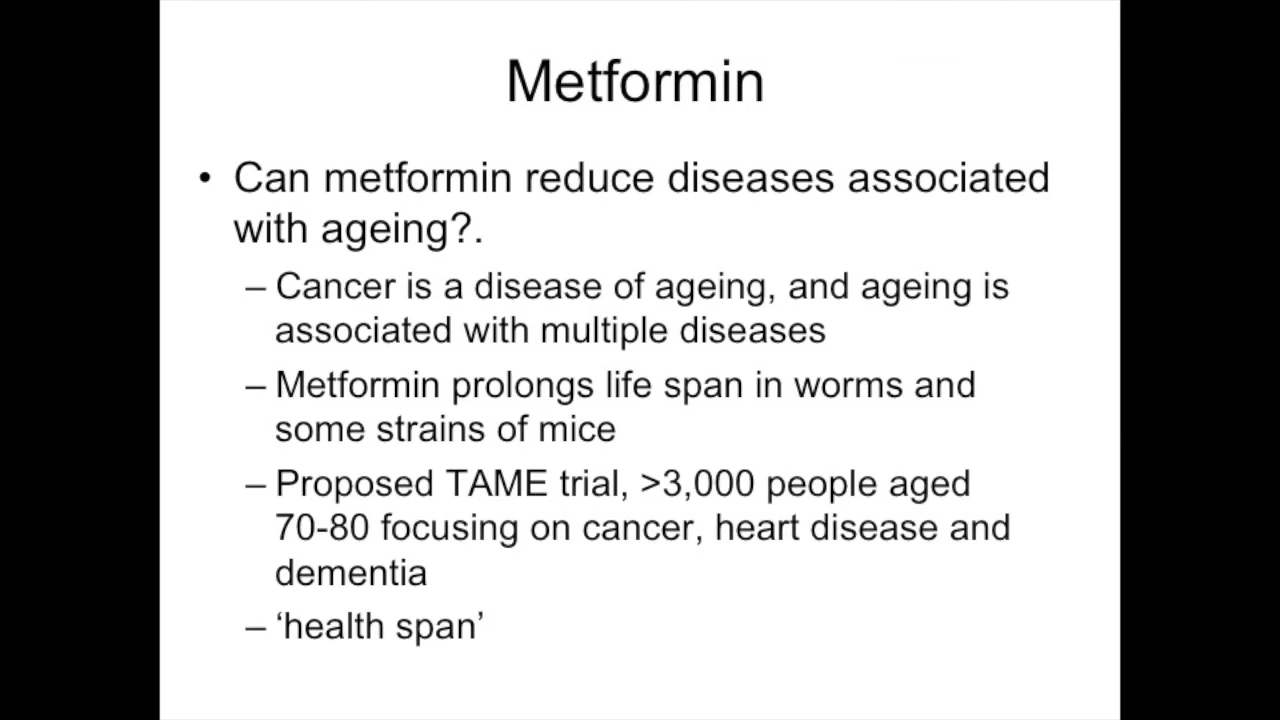 Metformin
• Can metformin reduce diseases associated
with ageing?.
– Cancer is a disease of ageing, and ageing is
associated with multiple diseases
– Metformin prolongs life span in worms and
some strains of mice
– Proposed TAME trial, >3,000 people aged
70-80 focusing on cancer, heart disease and
dementia
– ‘health span’